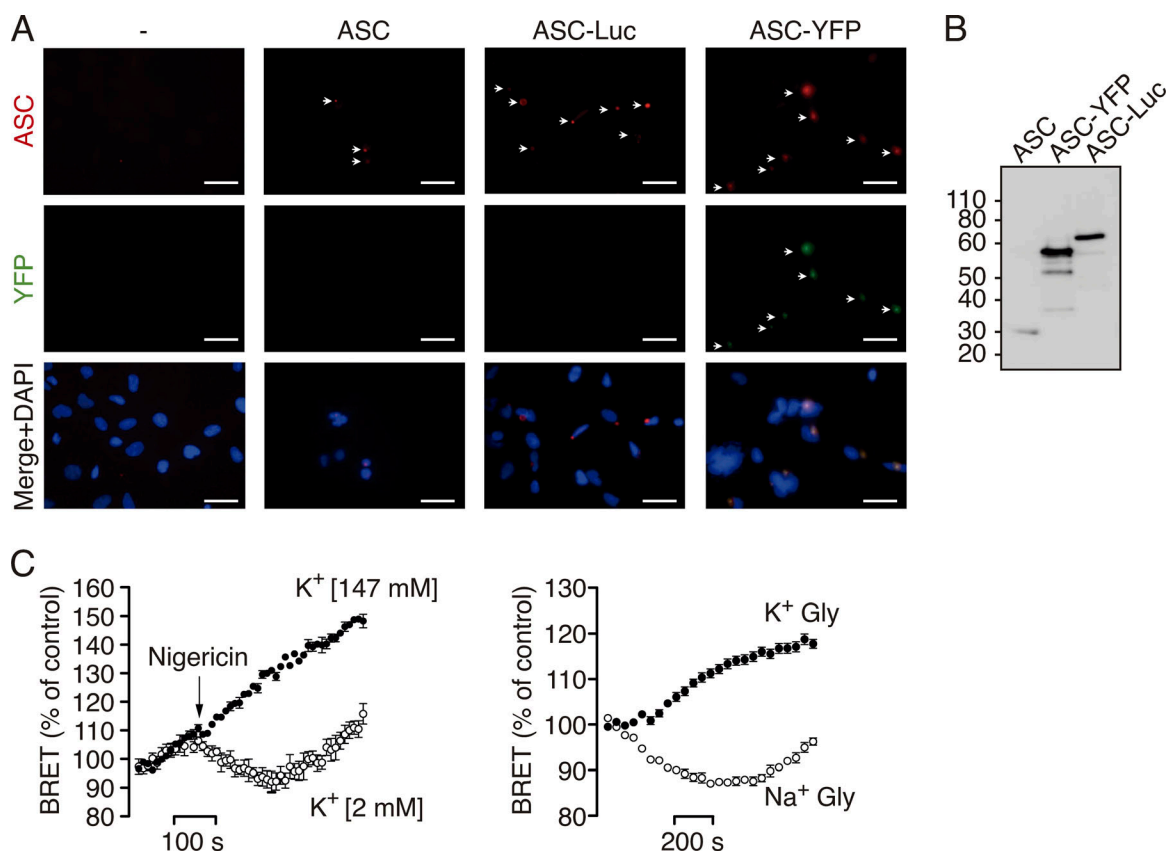 A
- ASC ASC-Luc ASC-YFP
ASC
YFP
Merge+DAPI
B
ASC
ASC-YFP
ASC-Luc
110
80
60
50
40
30
20
C
BRET (% of control)
160
150
140
130
120
110
100
90
80
K+ [147 mM]
Nigericin
K+ [2 mM]
100 s
BRET (% of control)
130
120
110
100
90
80
K+ Gly
Na+ Gly
200 s